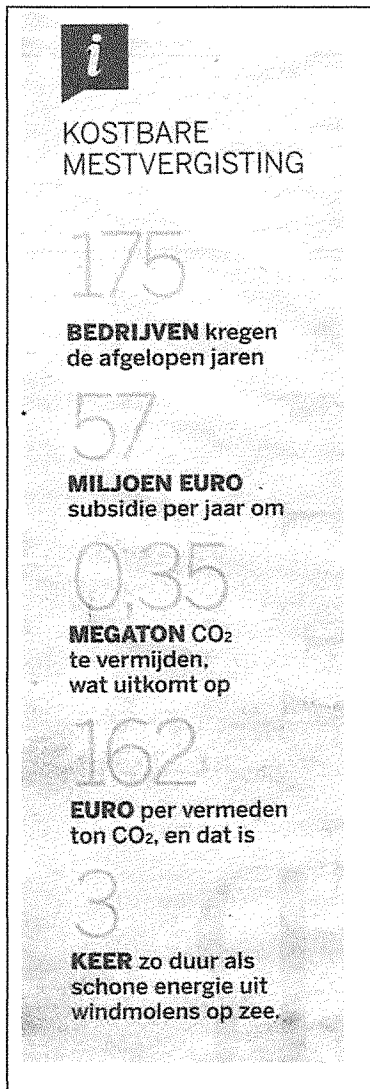 i
KOSTBARE
MESTVERGISTING
175
BEDRIJVEN kregen
de afgelopen jaren
57
MILJOEN EURO
subsidie per jaar om
0,35
MEGATON CO₂
te vermijden,
wat uitkomt op
162
EURO per vermeden
ton CO₂, en dat is
3
KEER zo duur als
schone energie uit
windmolens op zee.